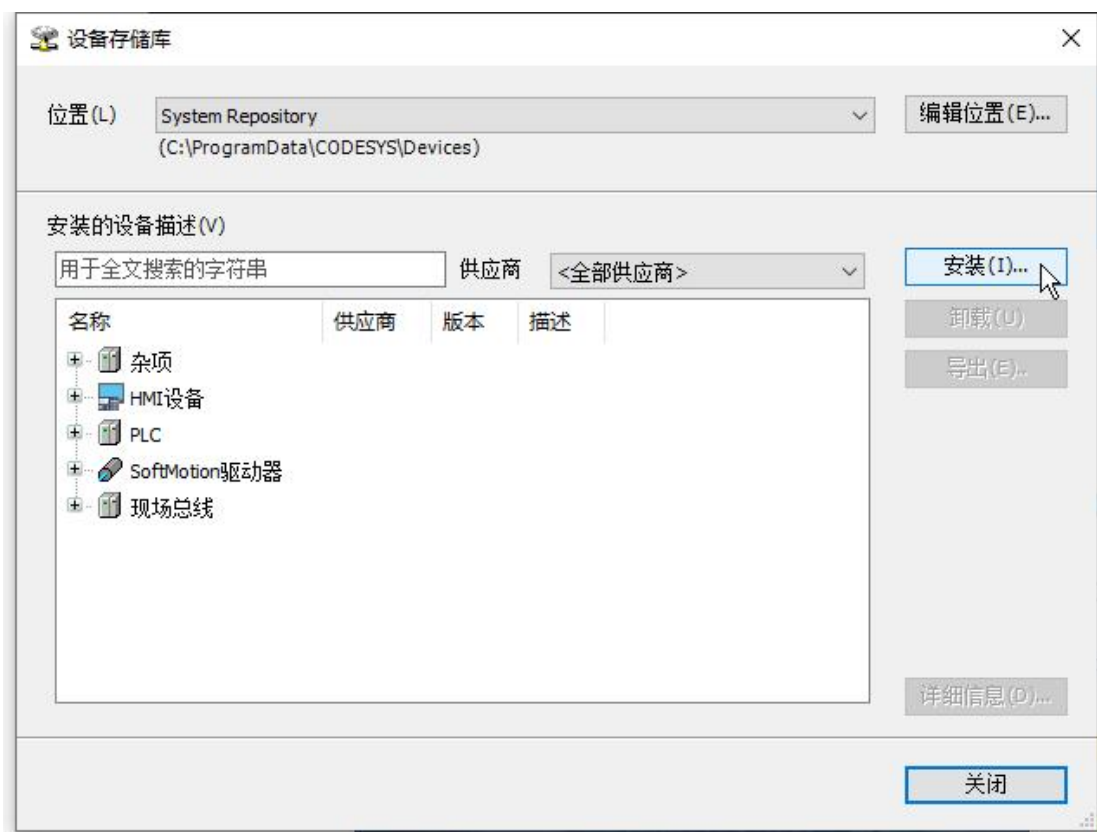 设备存储库
位置(L) System Repository 编辑位置(E)...
(C:\ProgramData\CODESYS\Devices)
安装的设备描述(V)
用于全文搜索的字符串 供应商 <全部供应商> 安装(I)...
名称 供应商 版本 描述 卸载(U)
杂项 导出(E)..
HMI设备
PLC
SoftMotion驱动器
现场总线
详细信息(D)...
关闭